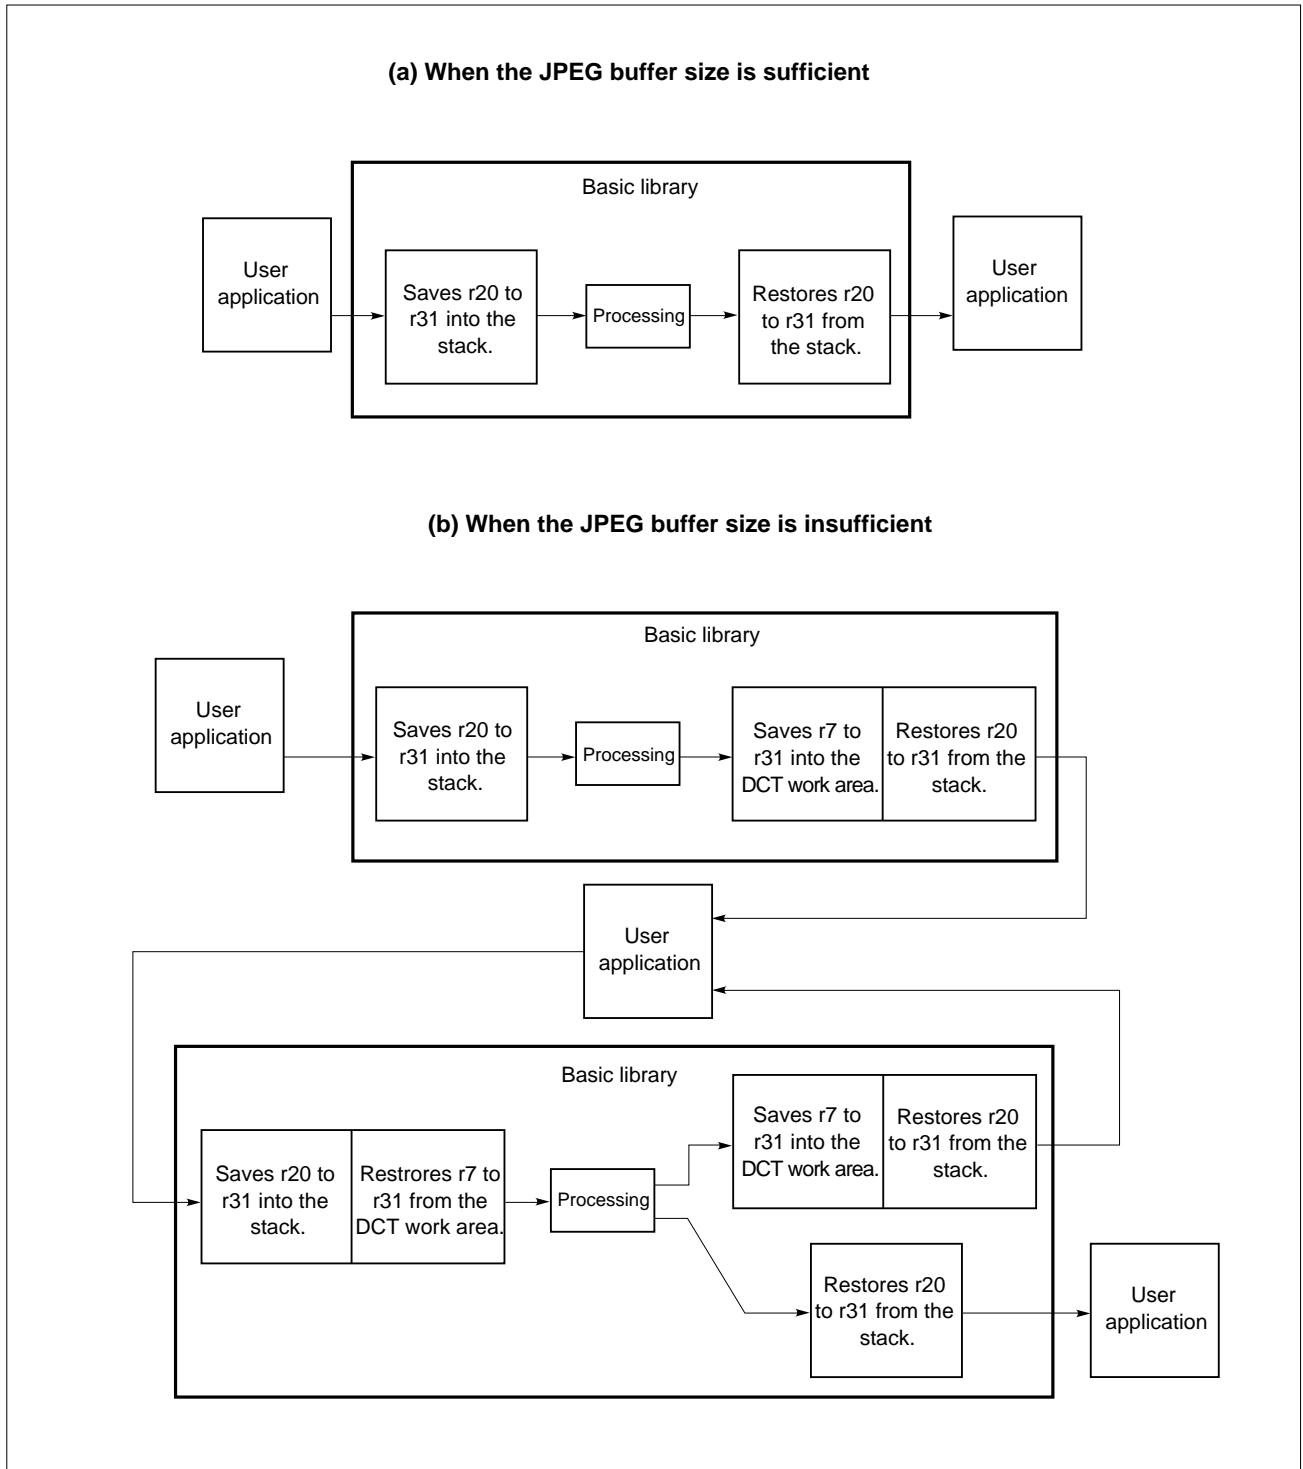 (a) When the JPEG buffer size is sufficient
Basic library
User
application
Saves r20 to
r31 into the
stack.
Processing
Restores r20
to r31 from
the stack.
User
application
(b) When the JPEG buffer size is insufficient
Basic library
User
application
Saves r20 to
r31 into the
stack.
Processing
Saves r7 to
r31 into the
DCT work area.
Restores r20
to r31 from the
stack.
User
application
Basic library
Saves r20 to
r31 into the
stack.
Restrores r7 to
r31 from the
DCT work area.
Processing
Saves r7 to
r31 into the
DCT work area.
Restores r20
to r31 from the
stack.
Restores r20
to r31 from the
stack.
User
application